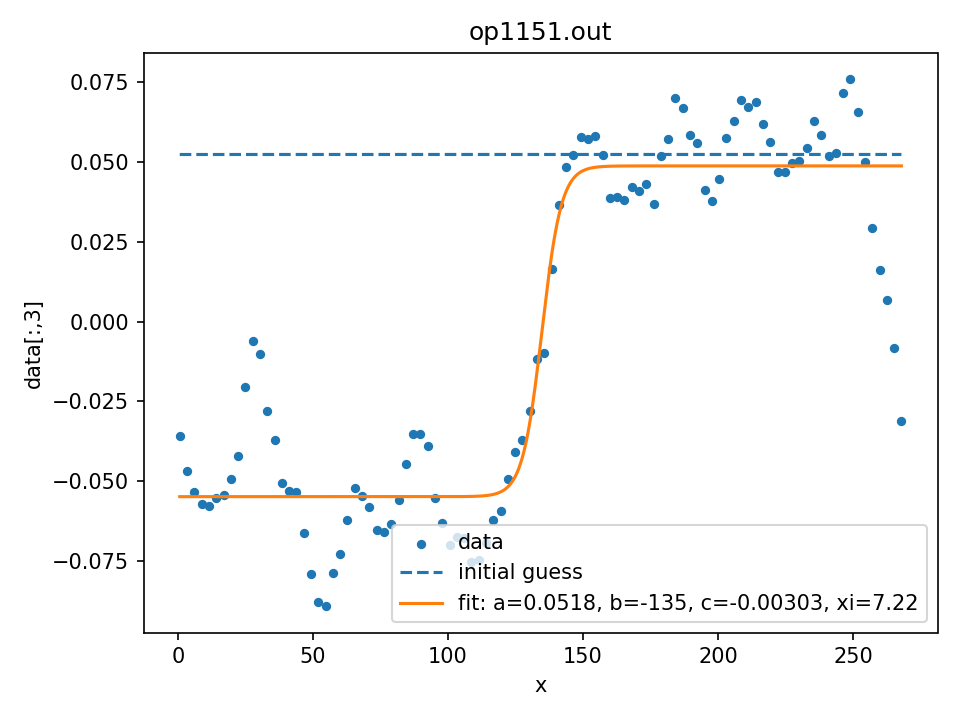 op1151.out
0.075
0.050
0.025
0.000
−0.025
−0.050
−0.075
data[:,3]
data
initial guess
fit: a=0.0518, b=-135, c=-0.00303, xi=7.22
0 50 100 150 200 250
x